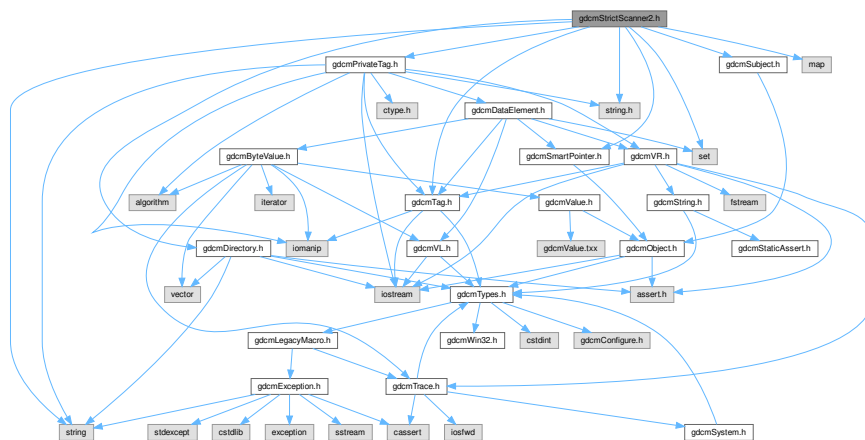 gdcmStrictScanner2.h
gdcmPrivateTag.h
gdcmSubject.h
map
ctype.h
gdcmDataElement.h
string.h
gdcmByteValue.h
gdcmSmartPointer.h
gdcmVR.h
set
algorithm
iterator
gdcmTag.h
gdcmValue.h
gdcmString.h
fstream
gdcmDirectory.h
iomanip
gdcmVL.h
gdcmValue.txx
gdcmObject.h
gdcmStaticAssert.h
vector
iostream
gdcmTypes.h
assert.h
gdcmLegacyMacro.h
gdcmWin32.h
cstdint
gdcmConfigure.h
gdcmException.h
gdcmTrace.h
string
stdexcept
cstdlib
exception
sstream
cassert
iosfwd
gdcmSystem.h